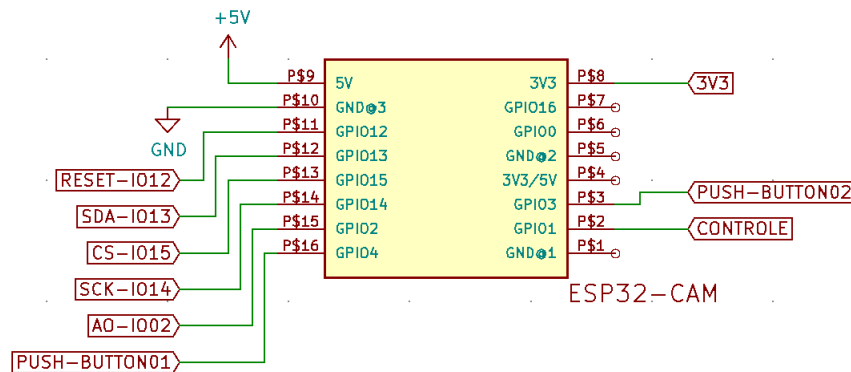 +5V
P$9 5V 3V3 P$8 3V3
P$10 GND@3 GPIO16 P$7
GND
P$11 GPIO12 GPIO0 P$6
P$12 GPIO13 GND@2 P$5
RESET-IO12 P$13 GPIO15 3V3/5V P$4
P$14 GPIO14 GPIO3 P$3 PUSH-BUTTON02
SDA-IO13 P$15 GPIO2 GPIO1 P$2 CONTROLE
CS-IO15 P$16 GPIO4 GND@1 P$1
SCK-IO14 ESP32-CAM
AO-IO02
PUSH-BUTTON01